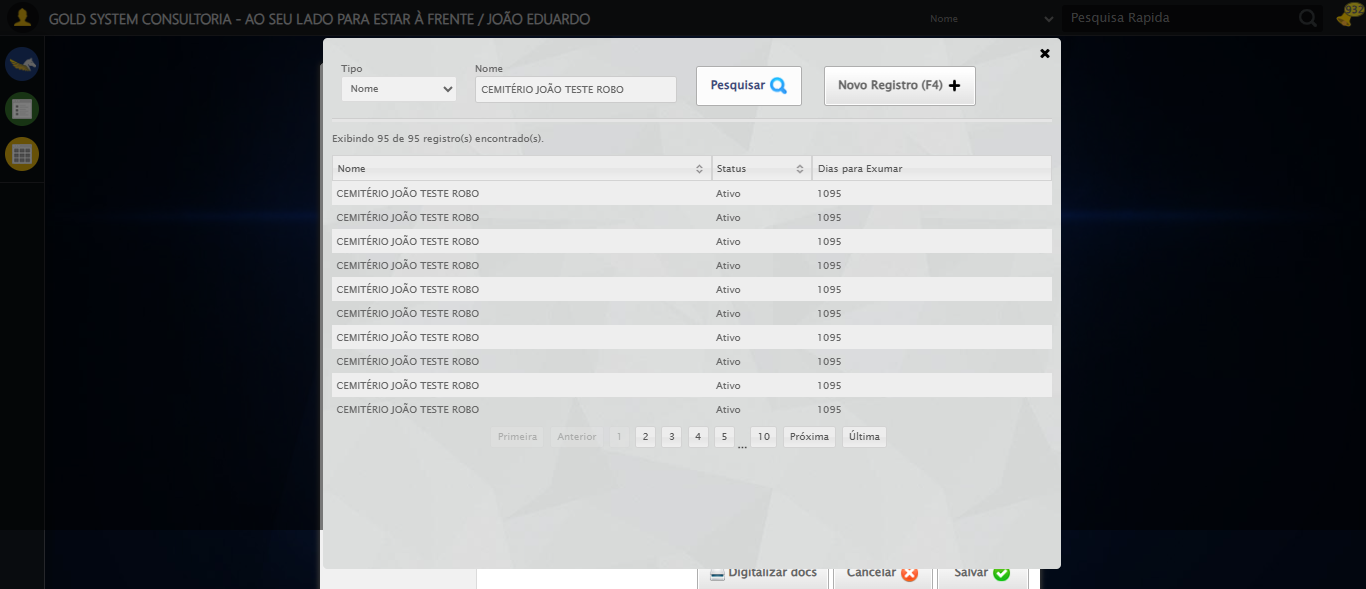 GOLD SYSTEM CONSULTORIA - AO SEU LADO PARA ESTAR À FRENTE / JOÃO EDUARDO
Nome
Pesquisa Rapida
932
Tipo
Nome
Nome
CEMITÉRIO JOÃO TESTE ROBO
Pesquisar
Novo Registro (F4)
Exibindo 95 de 95 registro(s) encontrado(s).
Nome Status Dias para Exumar
CEMITÉRIO JOÃO TESTE ROBO Ativo 1095
CEMITÉRIO JOÃO TESTE ROBO Ativo 1095
CEMITÉRIO JOÃO TESTE ROBO Ativo 1095
CEMITÉRIO JOÃO TESTE ROBO Ativo 1095
CEMITÉRIO JOÃO TESTE ROBO Ativo 1095
CEMITÉRIO JOÃO TESTE ROBO Ativo 1095
CEMITÉRIO JOÃO TESTE ROBO Ativo 1095
CEMITÉRIO JOÃO TESTE ROBO Ativo 1095
CEMITÉRIO JOÃO TESTE ROBO Ativo 1095
CEMITÉRIO JOÃO TESTE ROBO Ativo 1095
Primeira Anterior 1 2 3 4 5 ... 10 Próxima Última
Digitalizar docs Cancelar Salvar